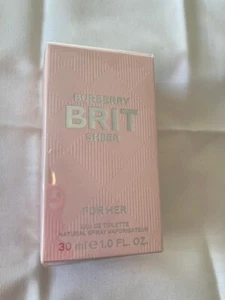 BURBERRY
BRIT
SHEER
FOR HER
EAU DE TOILETTE
NATURAL SPRAY VAPORISATEUR
30 ml ℮ 1.0 FL. OZ.